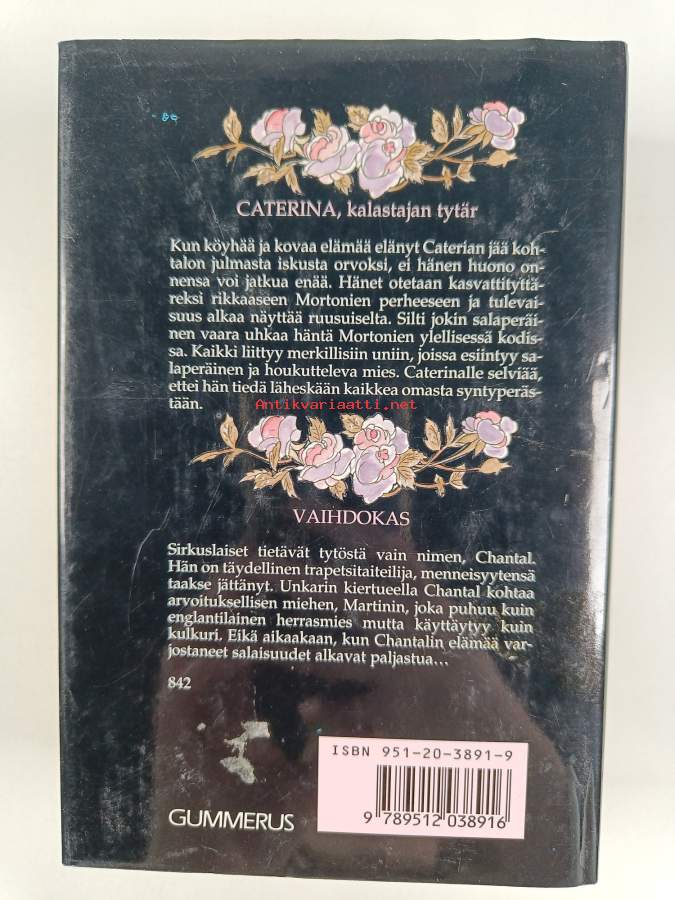 CATERINA, kalastajan tytär
Kun köyhää ja kovaa elämää elänyt Caterian jää koh-
talon julmasta iskusta orvoksi, ei hänen huono on-
nensa voi jatkua enää. Hänet otetaan kasvattityttä-
reksi rikkaaseen Mortonien perheeseen ja tulevai-
suus alkaa näyttää ruusuiselta. Silti jokin salaperäi-
nen vaara uhkaa häntä Mortonien ylellisessä kodis-
sa. Kaikki liittyy merkillisiin uniin, joissa esiintyy sa-
laperäinen ja houkutteleva mies. Caterinalle selviää,
ettei hän tiedä läheskään kaikkea omasta syntyperäs-
tään.
Antikvariaatti.net
VAIHDOKAS
Sirkuslaiset tietävät tytöstä vain nimen, Chantal.
Hän on täydellinen trapetsitaiteilija, menneisyytensä
taakse jättänyt. Unkarin kiertueella Chantal kohtaa
arvoituksellisen miehen, Martinin, joka puhuu kuin
englantilainen herrasmies mutta käyttäytyy kuin
kulkuri. Eikä aikaakaan, kun Chantalin elämää var-
jostaneet salaisuudet alkavat paljastua...
842
ISBN 951-20-3891-9
9 789512 038916
GUMMERUS